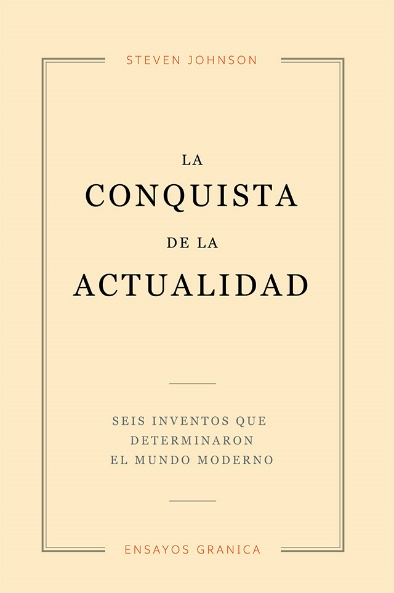 STEVEN JOHNSON
LA
CONQUISTA
DE LA
ACTUALIDAD
SEIS INVENTOS QUE
DETERMINARON
EL MUNDO MODERNO
ENSAYOS GRANICA